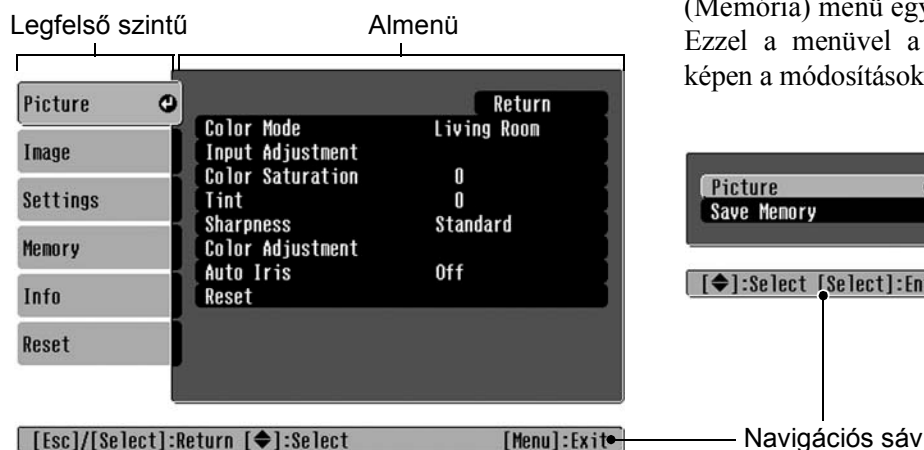 Legfelső szintű
Almenü
Picture
Image
Settings
Memory
Info
Reset
Return
Color Mode Living Room
Input Adjustment
Color Saturation 0
Tint 0
Sharpness Standard
Color Adjustment
Auto Iris Off
Reset
[Esc]/[Select]:Return [◆]:Select [Menu]:Exit
(Memória) menü egy
Ezzel a menüvel a
képen a módosítások
Picture
Save Memory
[◆]:Select [Select]:En
Navigációs sáv